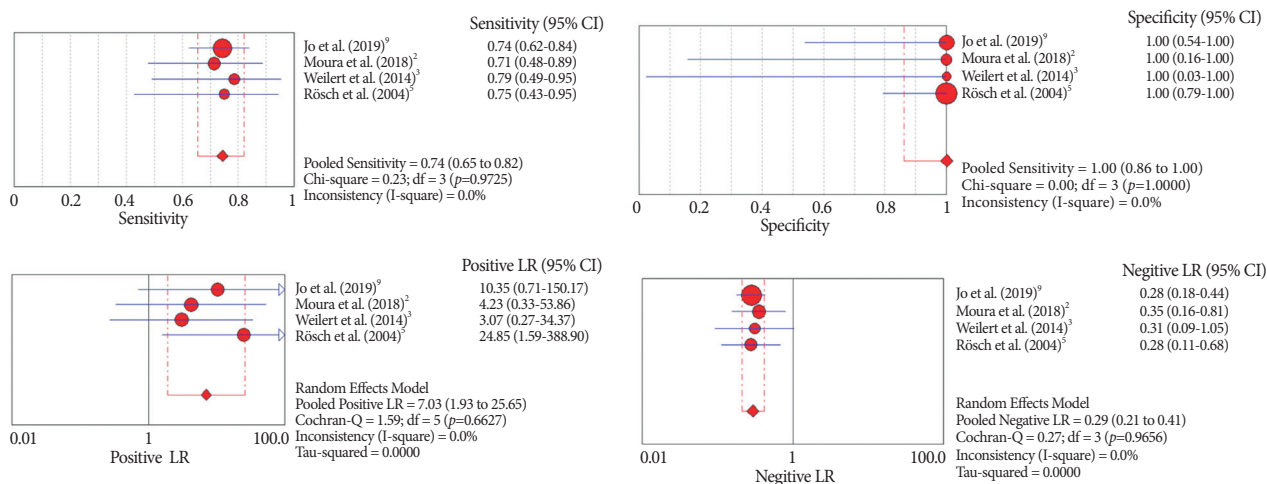 Sensitivity (95% CI)
Jo et al. (2019)9 0.74 (0.62-0.84)
Moura et al. (2018)2 0.71 (0.48-0.89)
Weilert et al. (2014)3 0.79 (0.49-0.95)
Rösch et al. (2004)5 0.75 (0.43-0.95)
Pooled Sensitivity = 0.74 (0.65 to 0.82)
Chi-square = 0.23; df = 3 (p=0.9725)
Inconsistency (I-square) = 0.0%
0 0.2 0.4 0.6 0.8 1
Sensitivity
Specificity (95% CI)
Jo et al. (2019)9 1.00 (0.54-1.00)
Moura et al. (2018)2 1.00 (0.16-1.00)
Weilert et al. (2014)3 1.00 (0.03-1.00)
Rösch et al. (2004)5 1.00 (0.79-1.00)
Pooled Sensitivity = 1.00 (0.86 to 1.00)
Chi-square = 0.00; df = 3 (p=1.0000)
Inconsistency (I-square) = 0.0%
0 0.2 0.4 0.6 0.8 1
Specificity
Positive LR (95% CI)
Jo et al. (2019)9 10.35 (0.71-150.17)
Moura et al. (2018)2 4.23 (0.33-53.86)
Weilert et al. (2014)3 3.07 (0.27-34.37)
Rösch et al. (2004)5 24.85 (1.59-388.90)
Random Effects Model
Pooled Positive LR = 7.03 (1.93 to 25.65)
Cochran-Q = 1.59; df = 5 (p=0.6627)
Inconsistency (I-square) = 0.0%
Tau-squared = 0.0000
0.01 1 100.0
Positive LR
Negitive LR (95% CI)
Jo et al. (2019)9 0.28 (0.18-0.44)
Moura et al. (2018)2 0.35 (0.16-0.81)
Weilert et al. (2014)3 0.31 (0.09-1.05)
Rösch et al. (2004)5 0.28 (0.11-0.68)
Random Effects Model
Pooled Negative LR = 0.29 (0.21 to 0.41)
Cochran-Q = 0.27; df = 3 (p=0.9656)
Inconsistency (I-square) = 0.0%
Tau-squared = 0.0000
0.01 1 100.0
Negitive LR